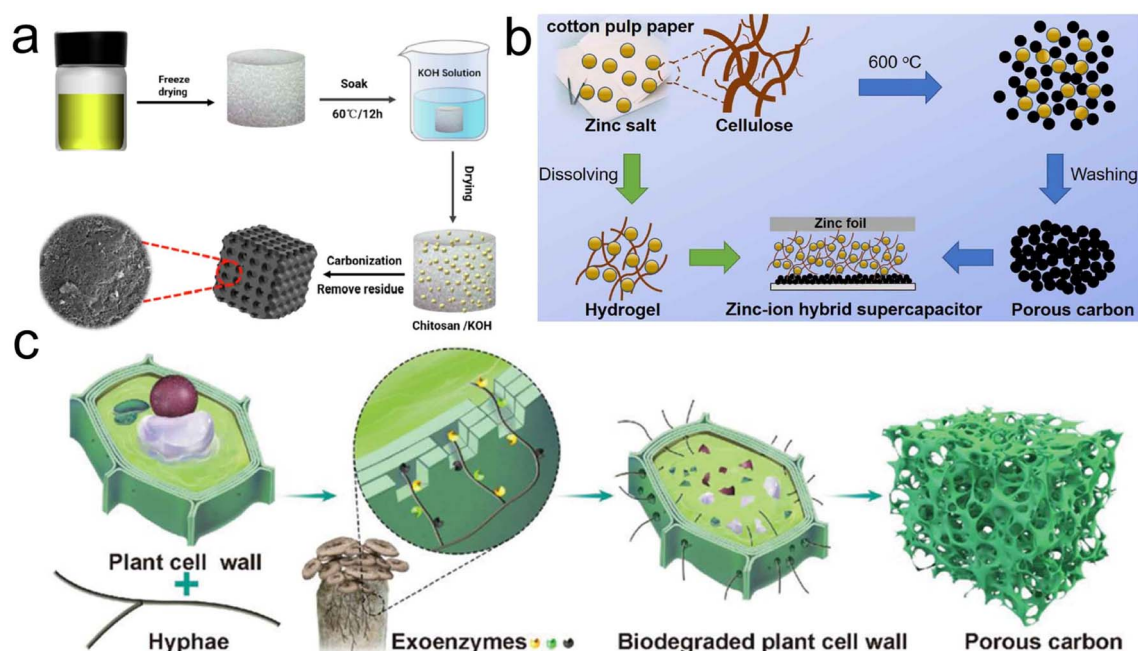 a
Freeze
drying
Soak
60℃/12h
KOH Solution
Drying
Carbonization
Remove residue
Chitosan /KOH
b
cotton pulp paper
Zinc salt
Cellulose
600 °C
Dissolving
Washing
Zinc foil
Hydrogel
Zinc-ion hybrid supercapacitor
Porous carbon
c
Plant cell wall
+
Hyphae
Exoenzymes
Biodegraded plant cell wall
Porous carbon